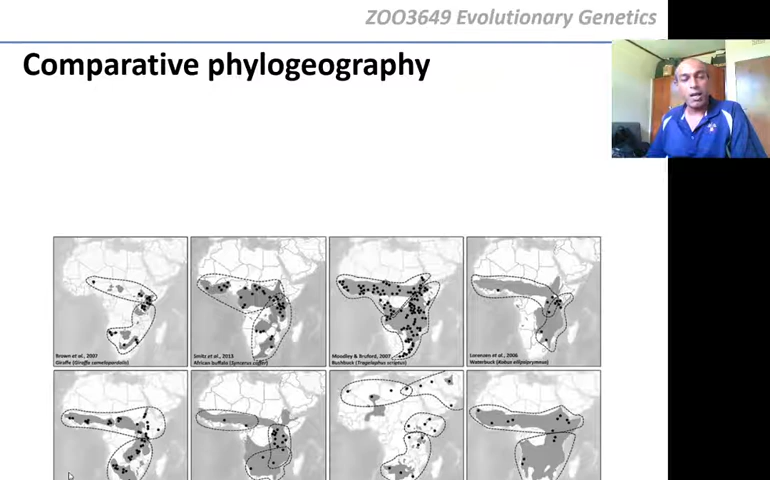 ZOO3649 Evolutionary Genetics
Comparative phylogeography
Brown et al., 2007
Giraffe (Giraffa camelopardalis)
Smitz et al., 2013
African buffalo (Syncerus caffer)
Moodley & Bruford, 2007
Bushbuck (Tragelaphus scriptus)
Lorenzen et al., 2006
Waterbuck (Kobus ellipsiprymnus)